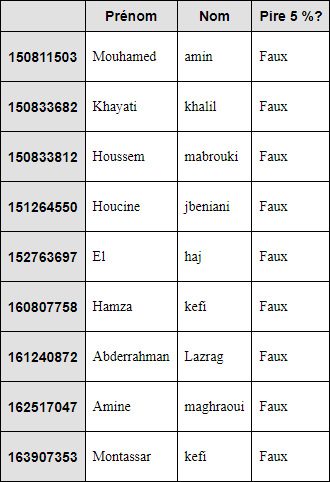 Prénom Nom Pire 5 %?
150811503 Mouhamed amin Faux
150833682 Khayati khalil Faux
150833812 Houssem mabrouki Faux
151264550 Houcine jbeniani Faux
152763697 El haj Faux
160807758 Hamza kefi Faux
161240872 Abderrahman Lazrag Faux
162517047 Amine maghraoui Faux
163907353 Montassar kefi Faux